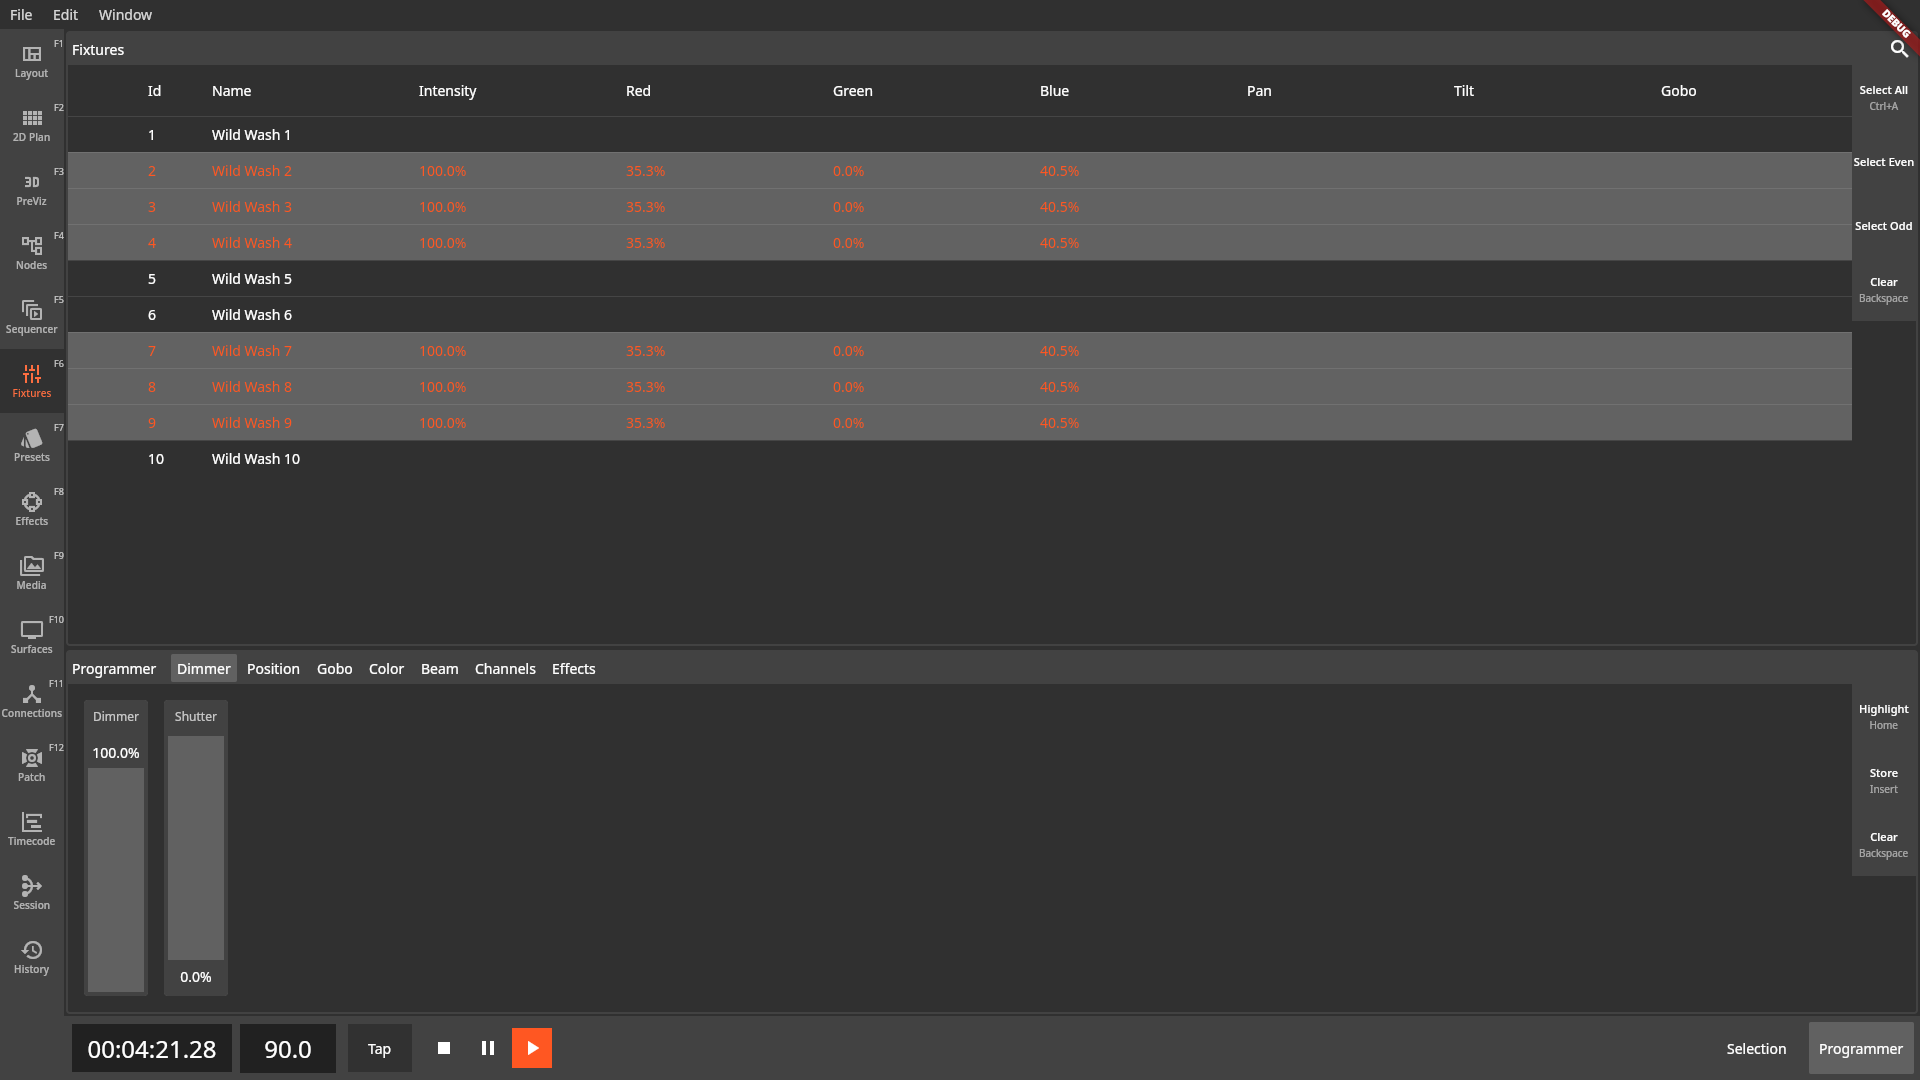 File Edit Window
DEBUG
F1
Layout
F2
2D Plan
F3
3D
PreViz
F4
Nodes
F5
Sequencer
F6
Fixtures
F7
Presets
F8
Effects
F9
Media
F10
Surfaces
F11
Connections
F12
Patch
Timecode
Session
History
Fixtures
Id Name Intensity Red Green Blue Pan Tilt Gobo
1 Wild Wash 1
2 Wild Wash 2 100.0% 35.3% 0.0% 40.5%
3 Wild Wash 3 100.0% 35.3% 0.0% 40.5%
4 Wild Wash 4 100.0% 35.3% 0.0% 40.5%
5 Wild Wash 5
6 Wild Wash 6
7 Wild Wash 7 100.0% 35.3% 0.0% 40.5%
8 Wild Wash 8 100.0% 35.3% 0.0% 40.5%
9 Wild Wash 9 100.0% 35.3% 0.0% 40.5%
10 Wild Wash 10
Select All
Ctrl+A
Select Even
Select Odd
Clear
Backspace
Programmer Dimmer Position Gobo Color Beam Channels Effects
Dimmer Shutter
100.0%
0.0%
Highlight
Home
Store
Insert
Clear
Backspace
00:04:21.28 90.0 Tap Selection Programmer